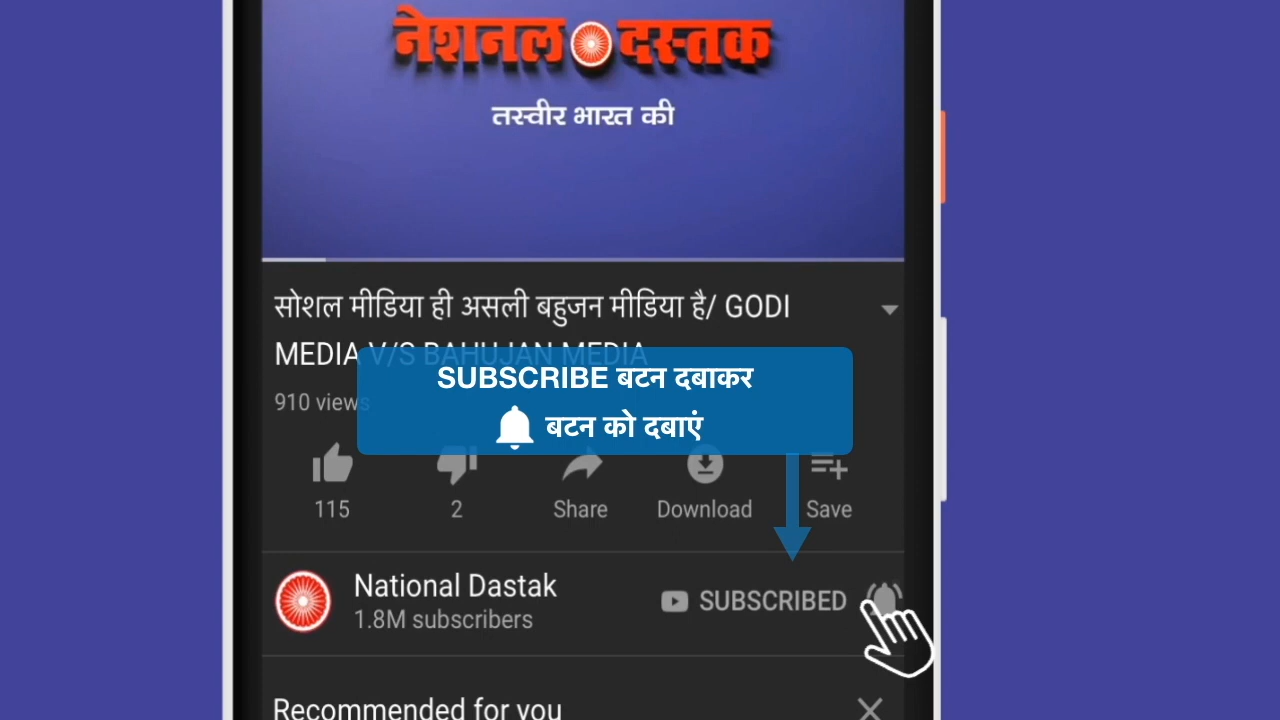 नेशनल दस्तक
तस्वीर भारत की
सोशल मीडिया ही असली बहुजन मीडिया है/ GODI
MEDIA V/S BAHUJAN MEDIA
910 views
SUBSCRIBE बटन दबाकर
बटन को दबाएं
115
2
Share
Download
Save
National Dastak
1.8M subscribers
SUBSCRIBED
Recommended for you